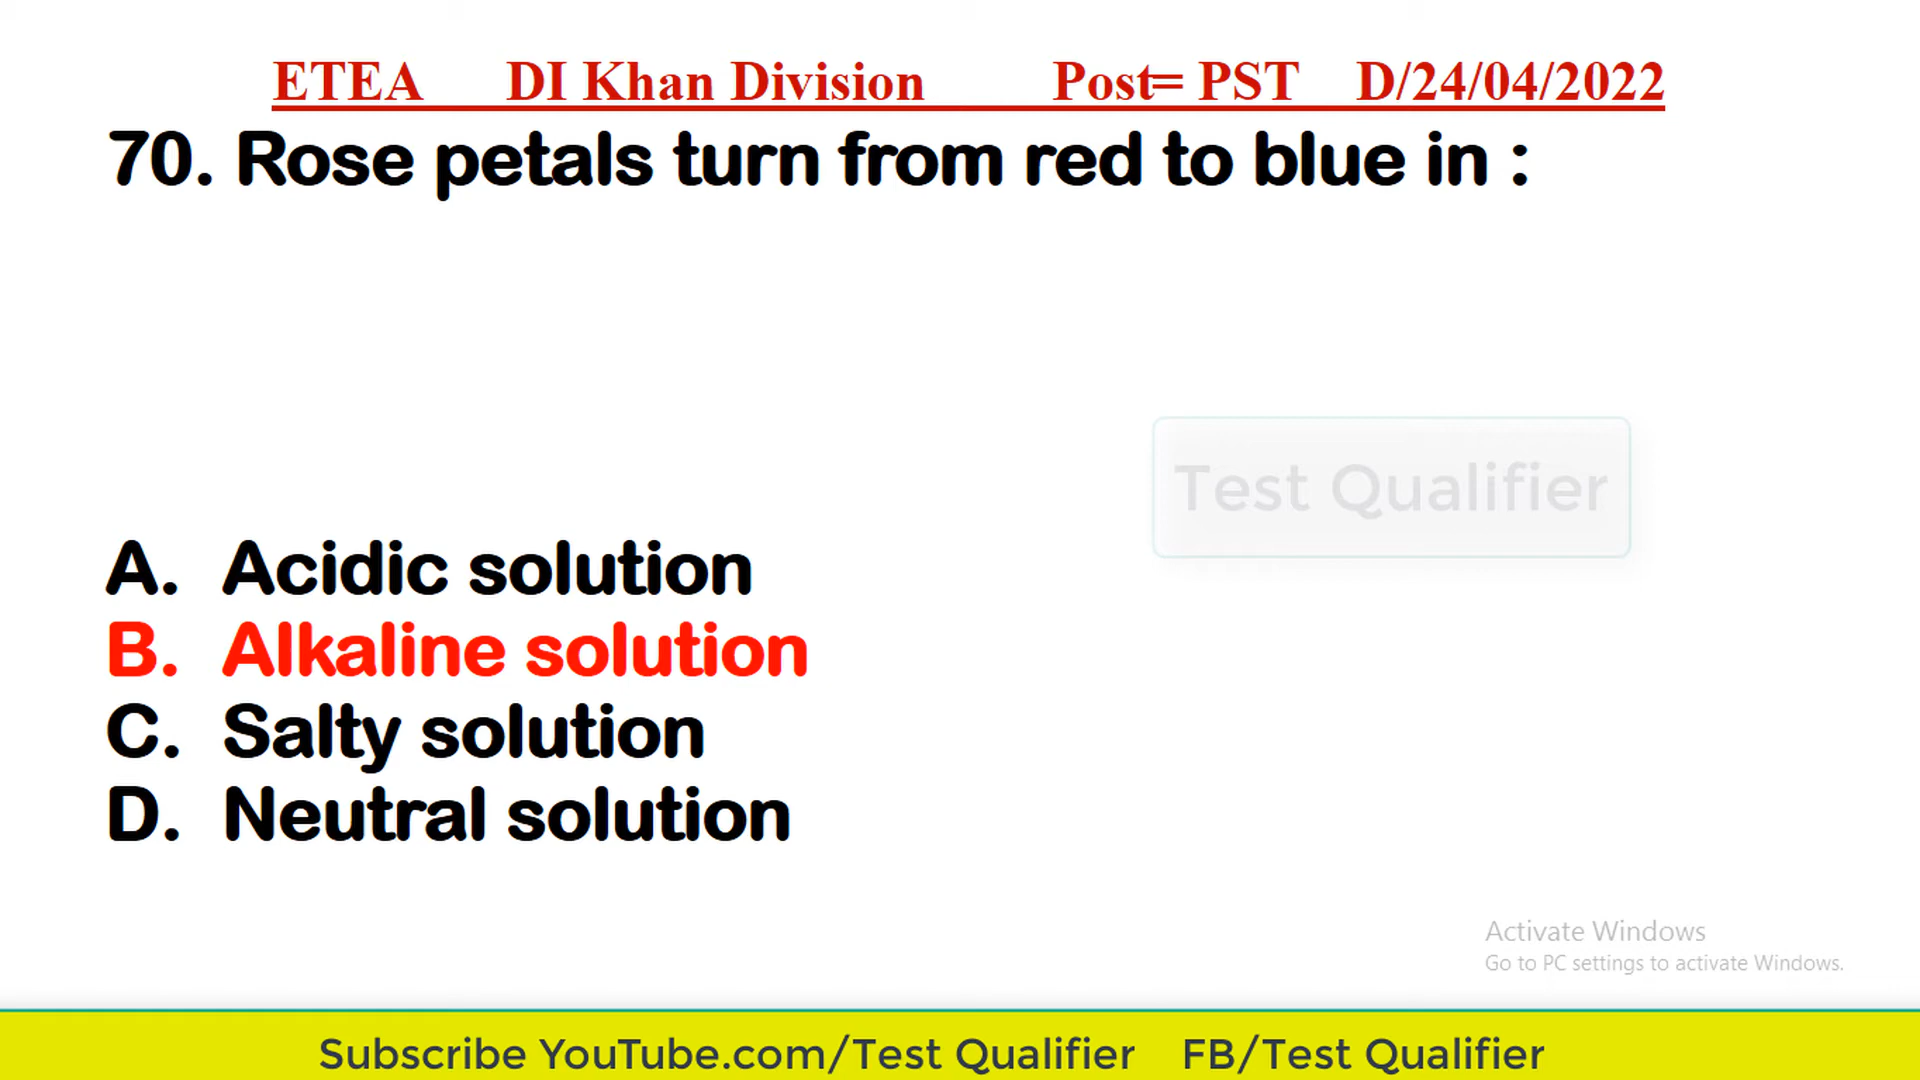 ETEA DI Khan Division Post= PST D/24/04/2022
70. Rose petals turn from red to blue in :
Test Qualifier
A. Acidic solution
B. Alkaline solution
C. Salty solution
D. Neutral solution
Activate Windows
Go to PC settings to activate Windows.
Subscribe YouTube.com/Test Qualifier FB/Test Qualifier